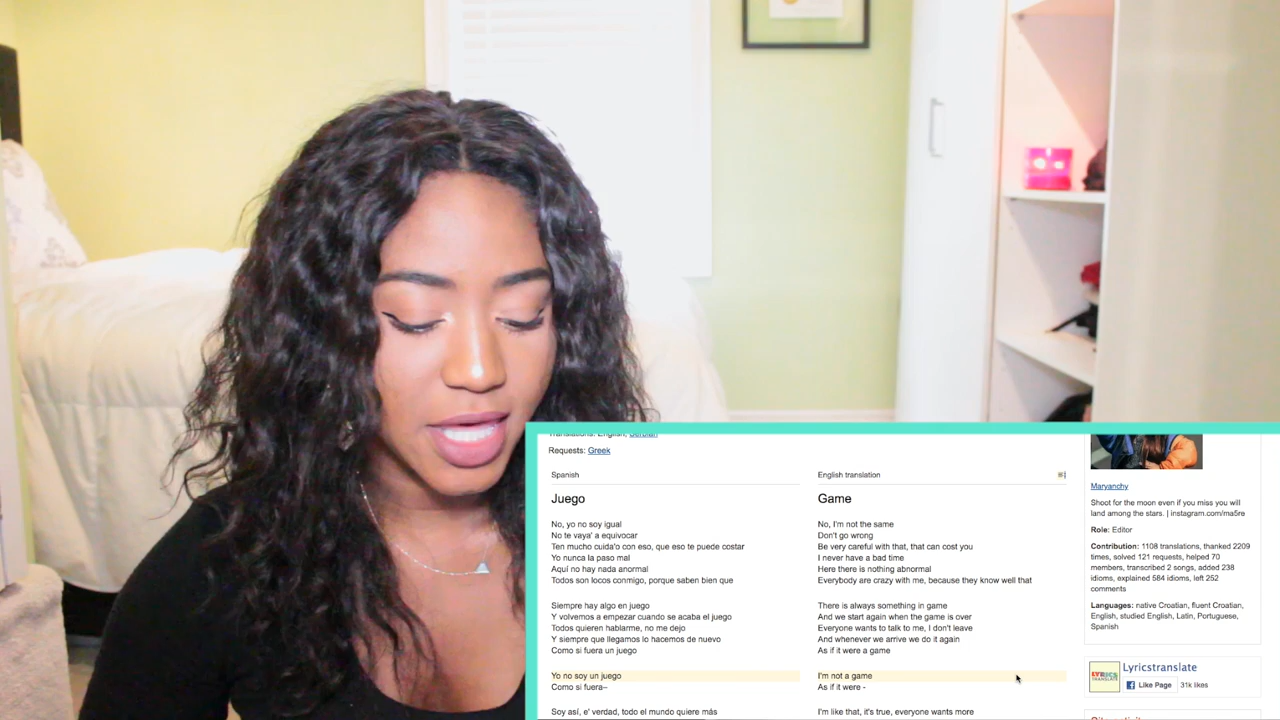 Translations: English, Serbian
Requests: Greek
Spanish
English translation
Juego
No, yo no soy igual
No te vaya' a equivocar
Ten mucho cuida'o con eso, que eso te puede costar
Yo nunca la paso mal
Aquí no hay nada anormal
Todos son locos conmigo, porque saben bien que
Siempre hay algo en juego
Y volvemos a empezar cuando se acaba el juego
Todos quieren hablarme, no me dejo
Y siempre que llegamos lo hacemos de nuevo
Como si fuera un juego
Yo no soy un juego
Como si fuera–
Soy así, e' verdad, todo el mundo quiere más
Game
No, I'm not the same
Don't go wrong
Be very careful with that, that can cost you
I never have a bad time
Here there is nothing abnormal
Everybody are crazy with me, because they know well that
There is always something in game
And we start again when the game is over
Everyone wants to talk to me, I don't leave
And whenever we arrive we do it again
As if it were a game
I'm not a game
As if it were -
I'm like that, it's true, everyone wants more
Maryanchy
Shoot for the moon even if you miss you will
land among the stars. | instagram.com/ma5re
Role: Editor
Contribution: 1108 translations, thanked 2209
times, solved 121 requests, helped 70
members, transcribed 2 songs, added 238
idioms, explained 584 idioms, left 252
comments
Languages: native Croatian, fluent Croatian,
English, studied English, Latin, Portuguese,
Spanish
LYRICS
TRANSLATE
Lyricstranslate
Like Page
31k likes